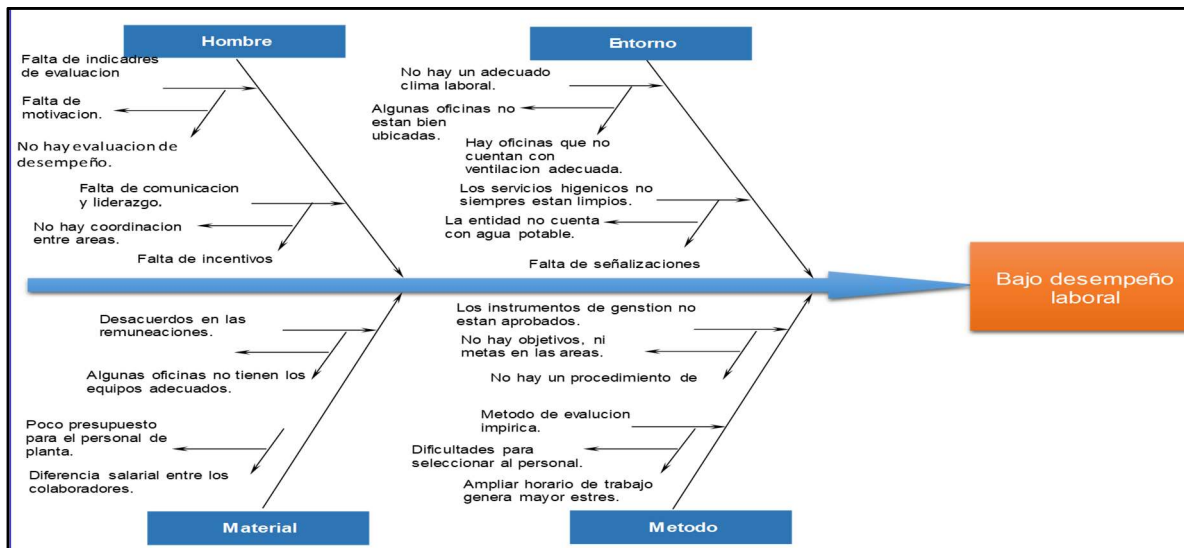 Hombre
Falta de indicadres
de evaluacion
Falta de
motivacion.
No hay evaluacion de
desempeño.
Falta de comunicacion
y liderazgo.
No hay coordinacion
entre areas.
Falta de incentivos
Entorno
No hay un adecuado
clima laboral.
Algunas oficinas no
estan bien
ubicadas.
Hay oficinas que no
cuentan con
ventilacion adecuada.
Los servicios higenicos no
siempres estan limpios.
La entidad no cuenta
con agua potable.
Falta de señalizaciones
Bajo desempeño
laboral
Desacuerdos en las
remuneaciones.
Algunas oficinas no tienen los
equipos adecuados.
Poco presupuesto
para el personal de
planta.
Diferencia salarial entre los
colaboradores.
Material
Los instrumentos de genstion no
estan aprobados.
No hay objetivos, ni
metas en las areas.
No hay un procedimiento de
Metodo de evalucion
impirica.
Dificultades para
seleccionar al personal.
Ampliar horario de trabajo
genera mayor estres.
Metodo